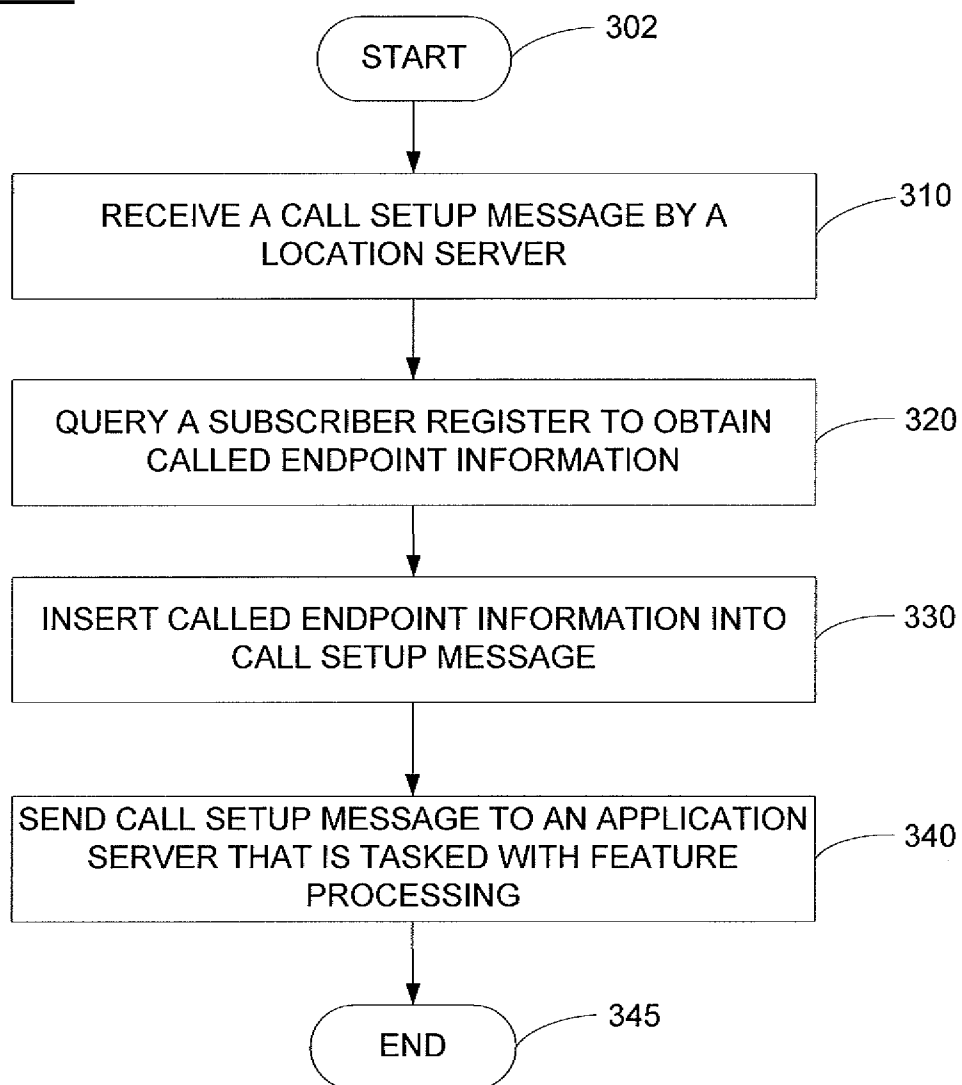 302
START
310
RECEIVE A CALL SETUP MESSAGE BY A
LOCATION SERVER
320
QUERY A SUBSCRIBER REGISTER TO OBTAIN
CALLED ENDPOINT INFORMATION
330
INSERT CALLED ENDPOINT INFORMATION INTO
CALL SETUP MESSAGE
340
SEND CALL SETUP MESSAGE TO AN APPLICATION
SERVER THAT IS TASKED WITH FEATURE
PROCESSING
345
END